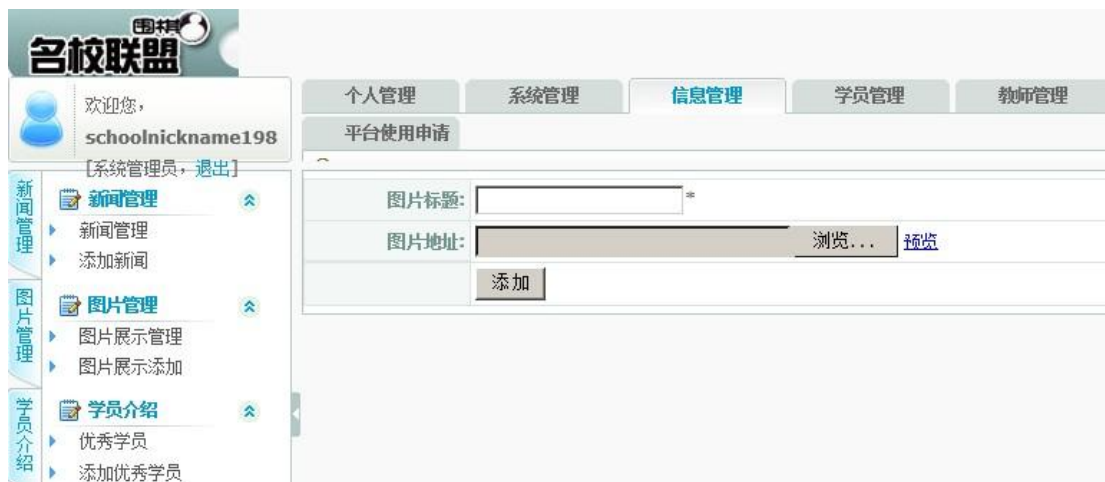 围棋
名校联盟
欢迎您，
schoolnickname198
[系统管理员，退出]
个人管理 系统管理 信息管理 学员管理 教师管理
平台使用申请
新闻管理
新闻管理
新闻管理
添加新闻
图片管理
图片管理
图片展示管理
图片展示添加
学员介绍
学员介绍
优秀学员
添加优秀学员
图片标题: *
图片地址: 浏览... 预览
添加